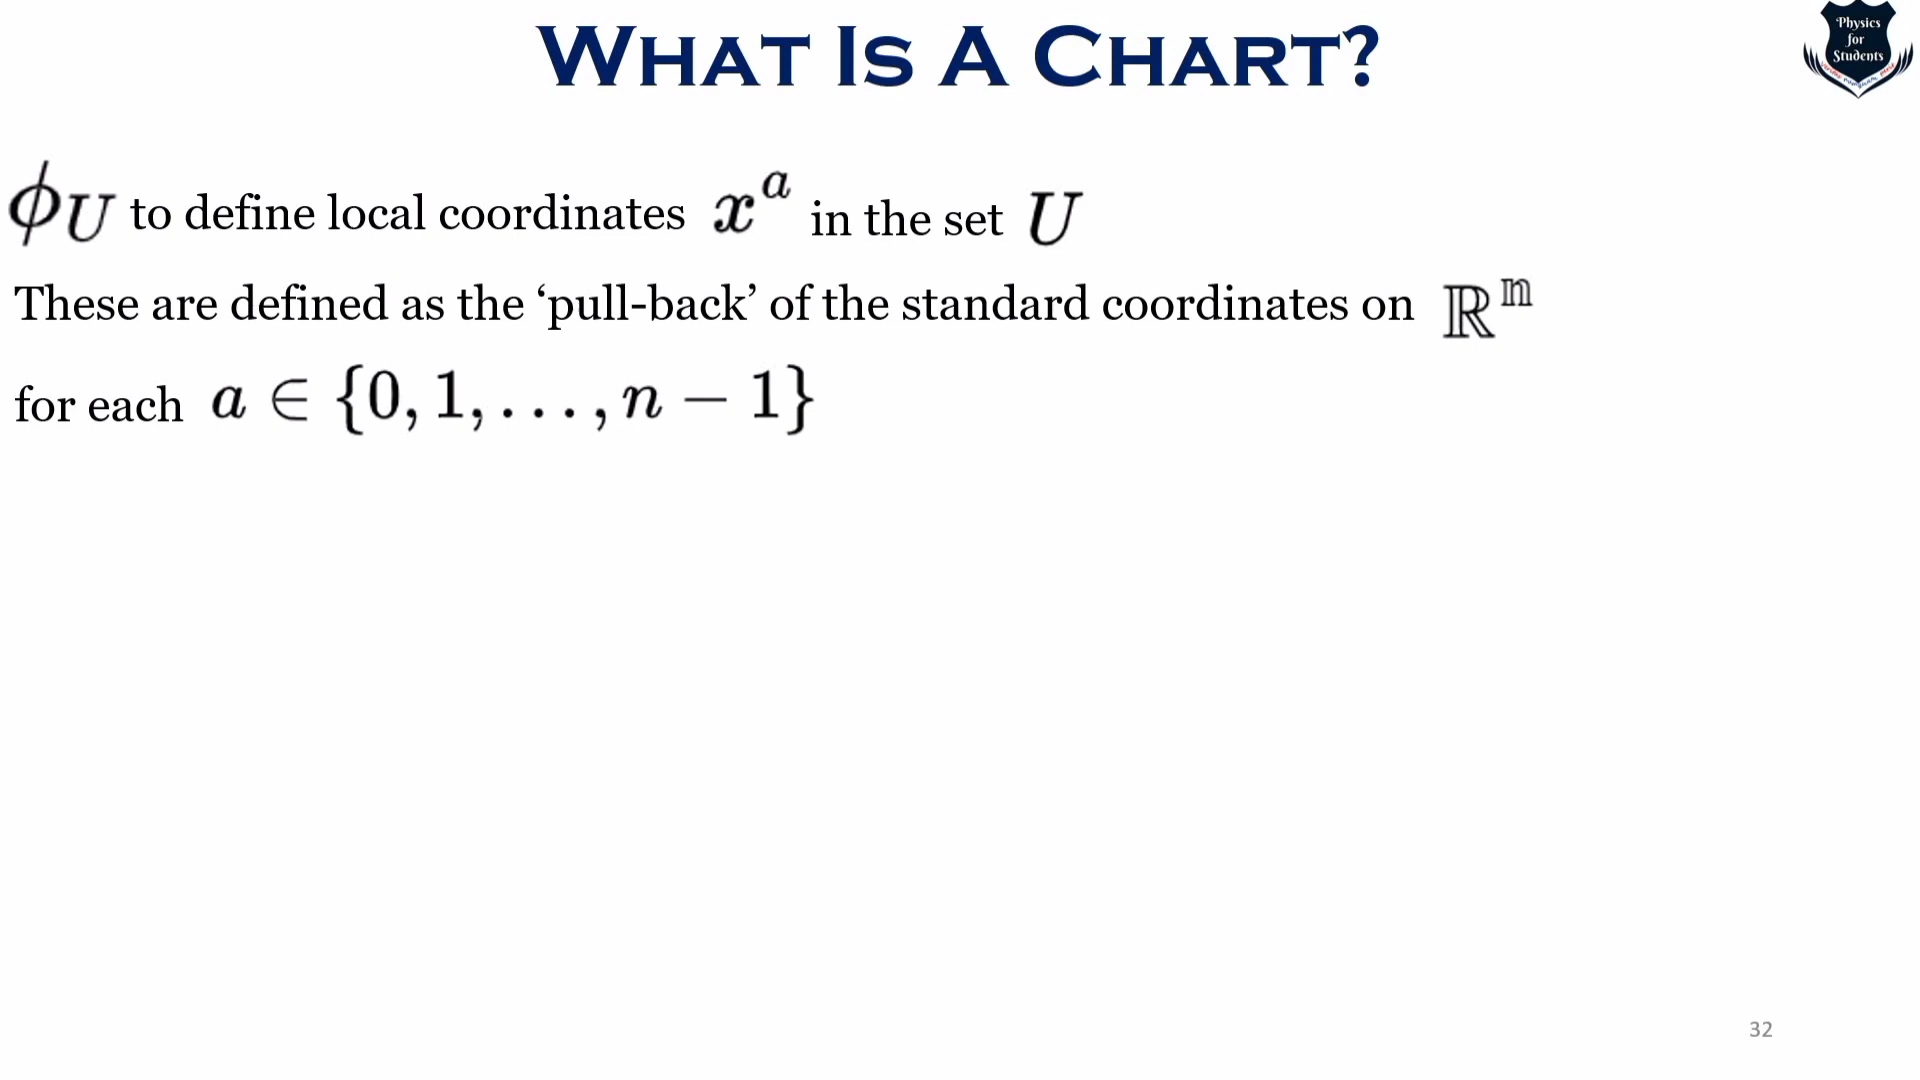 WHAT IS A CHART?
Physics
for
Students
ϕ_U to define local coordinates x^a in the set U
These are defined as the ‘pull-back’ of the standard coordinates on ℝ^n
for each a ∈ {0, 1, . . . , n − 1}
32